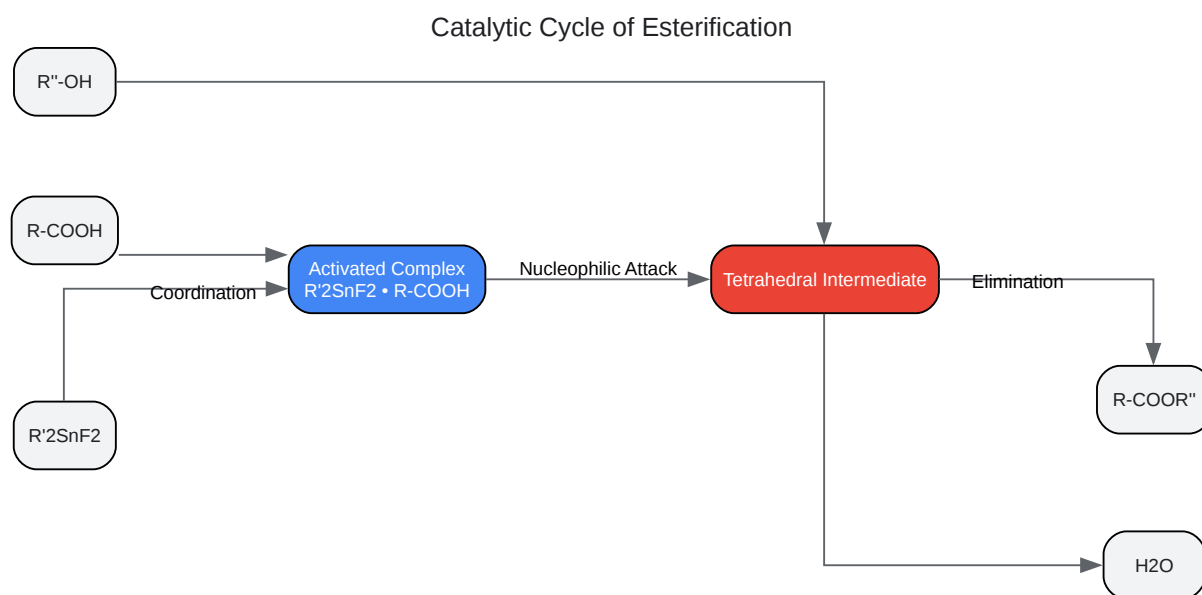 Catalytic Cycle of Esterification
R"-OH
R-COOH
Coordination
Activated Complex
R'2SnF2 • R-COOH
Nucleophilic Attack
Tetrahedral Intermediate
Elimination
R'2SnF2
R-COOR"
H2O